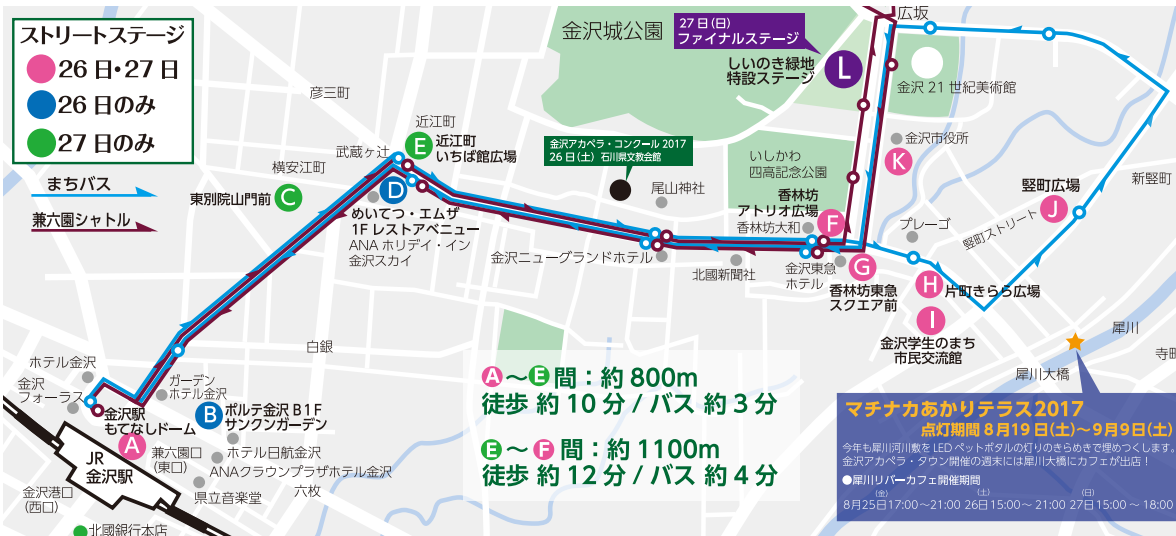 ストリートステージ
26日・27日
26日のみ
27日のみ
まちバス
兼六園シャトル
彦三町
近江町
武蔵ヶ辻
E
近江町
いちば館広場
横安江町
東別院山門前
C
D
めいてつ・エムザ
1Fレストアベニュー
ANAホリデイ・イン
金沢スカイ
金沢城公園
27日(日)
ファイナルステージ
しいのき緑地
特設ステージ
L
広坂
金沢21世紀美術館
金沢市役所
K
金沢アカペラ・コンクール2017
26日(土) 石川県文教会館
尾山神社
いしかわ
四高記念公園
香林坊
アトリオ広場
香林坊大和
F
金沢ニューグランドホテル
北國新聞社
金沢東急
ホテル
G
香林坊東急
スクエア前
プレーゴ
竪町ストリート
竪町広場
J
新竪町
H
片町きらら広場
I
金沢学生のまち
市民交流館
犀川
寺町
犀川大橋
白銀
ホテル金沢
金沢
フォーラス
ガーデン
ホテル金沢
金沢駅
もてなしドーム
A
B
ポルテ金沢B1F
サンクンガーデン
JR
金沢駅
兼六園口
(東口)
ホテル日航金沢
ANAクラウンプラザホテル金沢
県立音楽堂
六枚
金沢港口
(西口)
北國銀行本店
A～E間:約800m
徒歩 約10分/バス 約3分
E～F間:約1100m
徒歩 約12分/バス 約4分
マチナカあかりテラス2017
点灯期間8月19日(土)～9月9日(土)
今年も犀川河川敷をLEDペットボタルの灯りのきらめきで埋めつくします。
金沢アカペラ・タウン開催の週末には犀川大橋にカフェが出店！
●犀川リバーカフェ開催期間
(金) (土) (日)
8月25日17:00～21:00 26日15:00～21:00 27日15:00～18:00